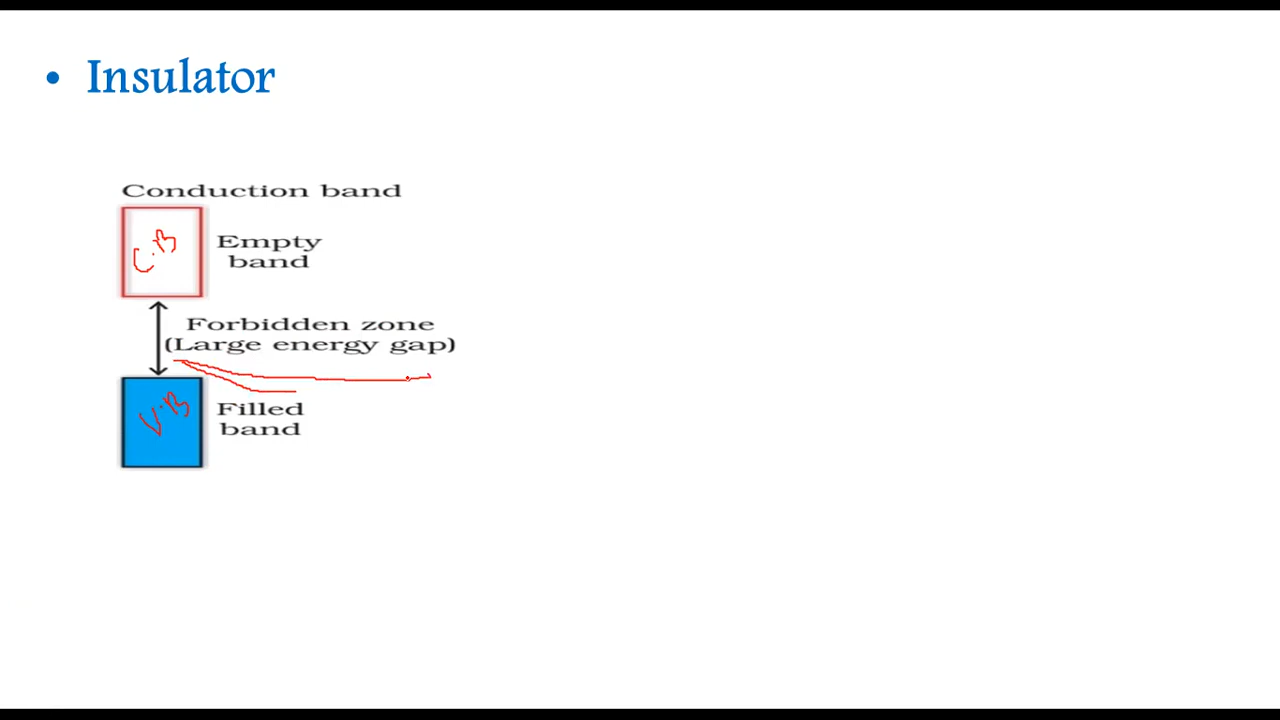 • Insulator
Conduction band
C.B
Empty
band
Forbidden zone
(Large energy gap)
V.B
Filled
band